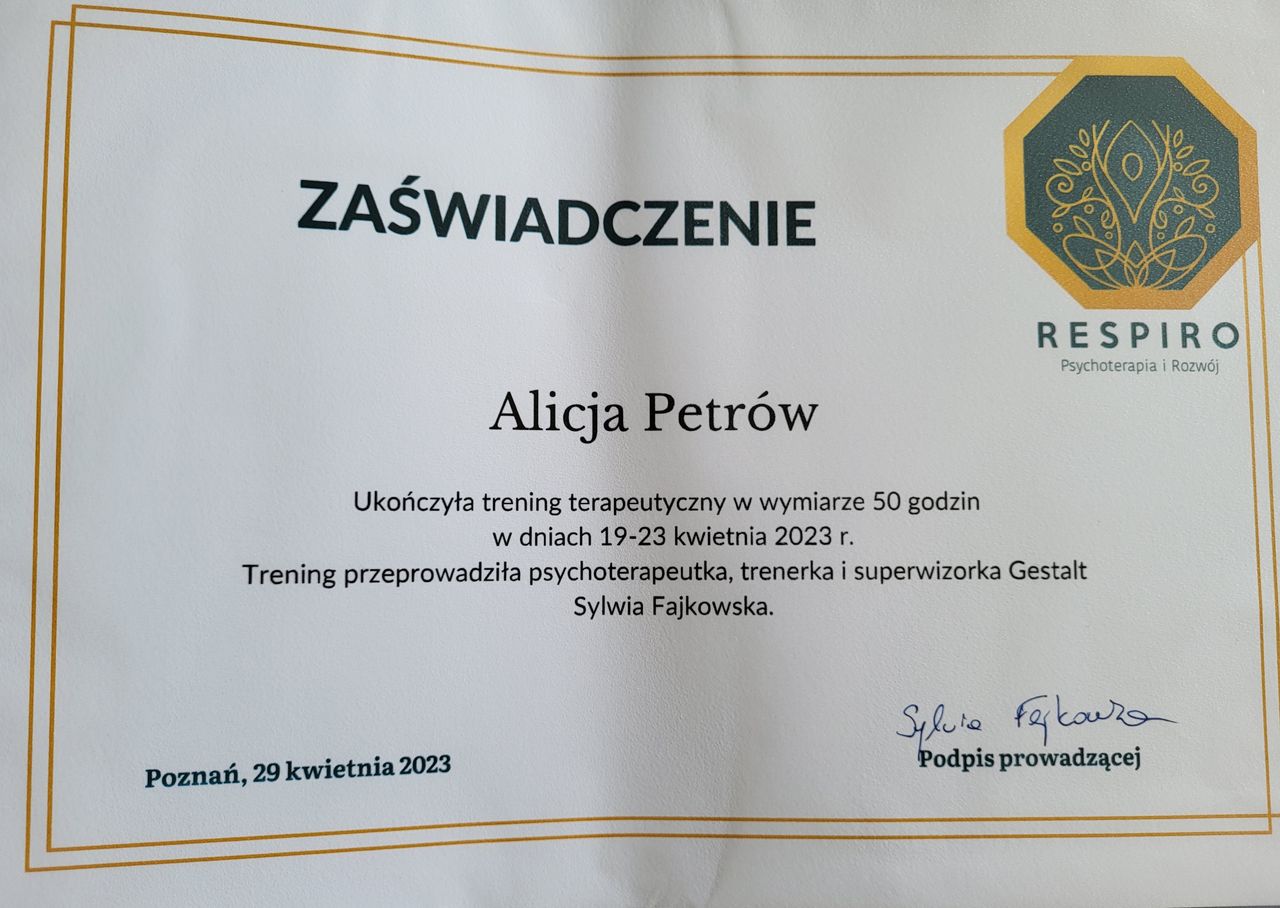 ZAŚWIADCZENIE
RESPIRO
Psychoterapia i Rozwój
Alicja Petrów
Ukończyła trening terapeutyczny w wymiarze 50 godzin
w dniach 19-23 kwietnia 2023 r.
Trening przeprowadziła psychoterapeutka, trenerka i superwizorka Gestalt
Sylwia Fajkowska.
Sylwia Fajkowska
Podpis prowadzącej
Poznań, 29 kwietnia 2023